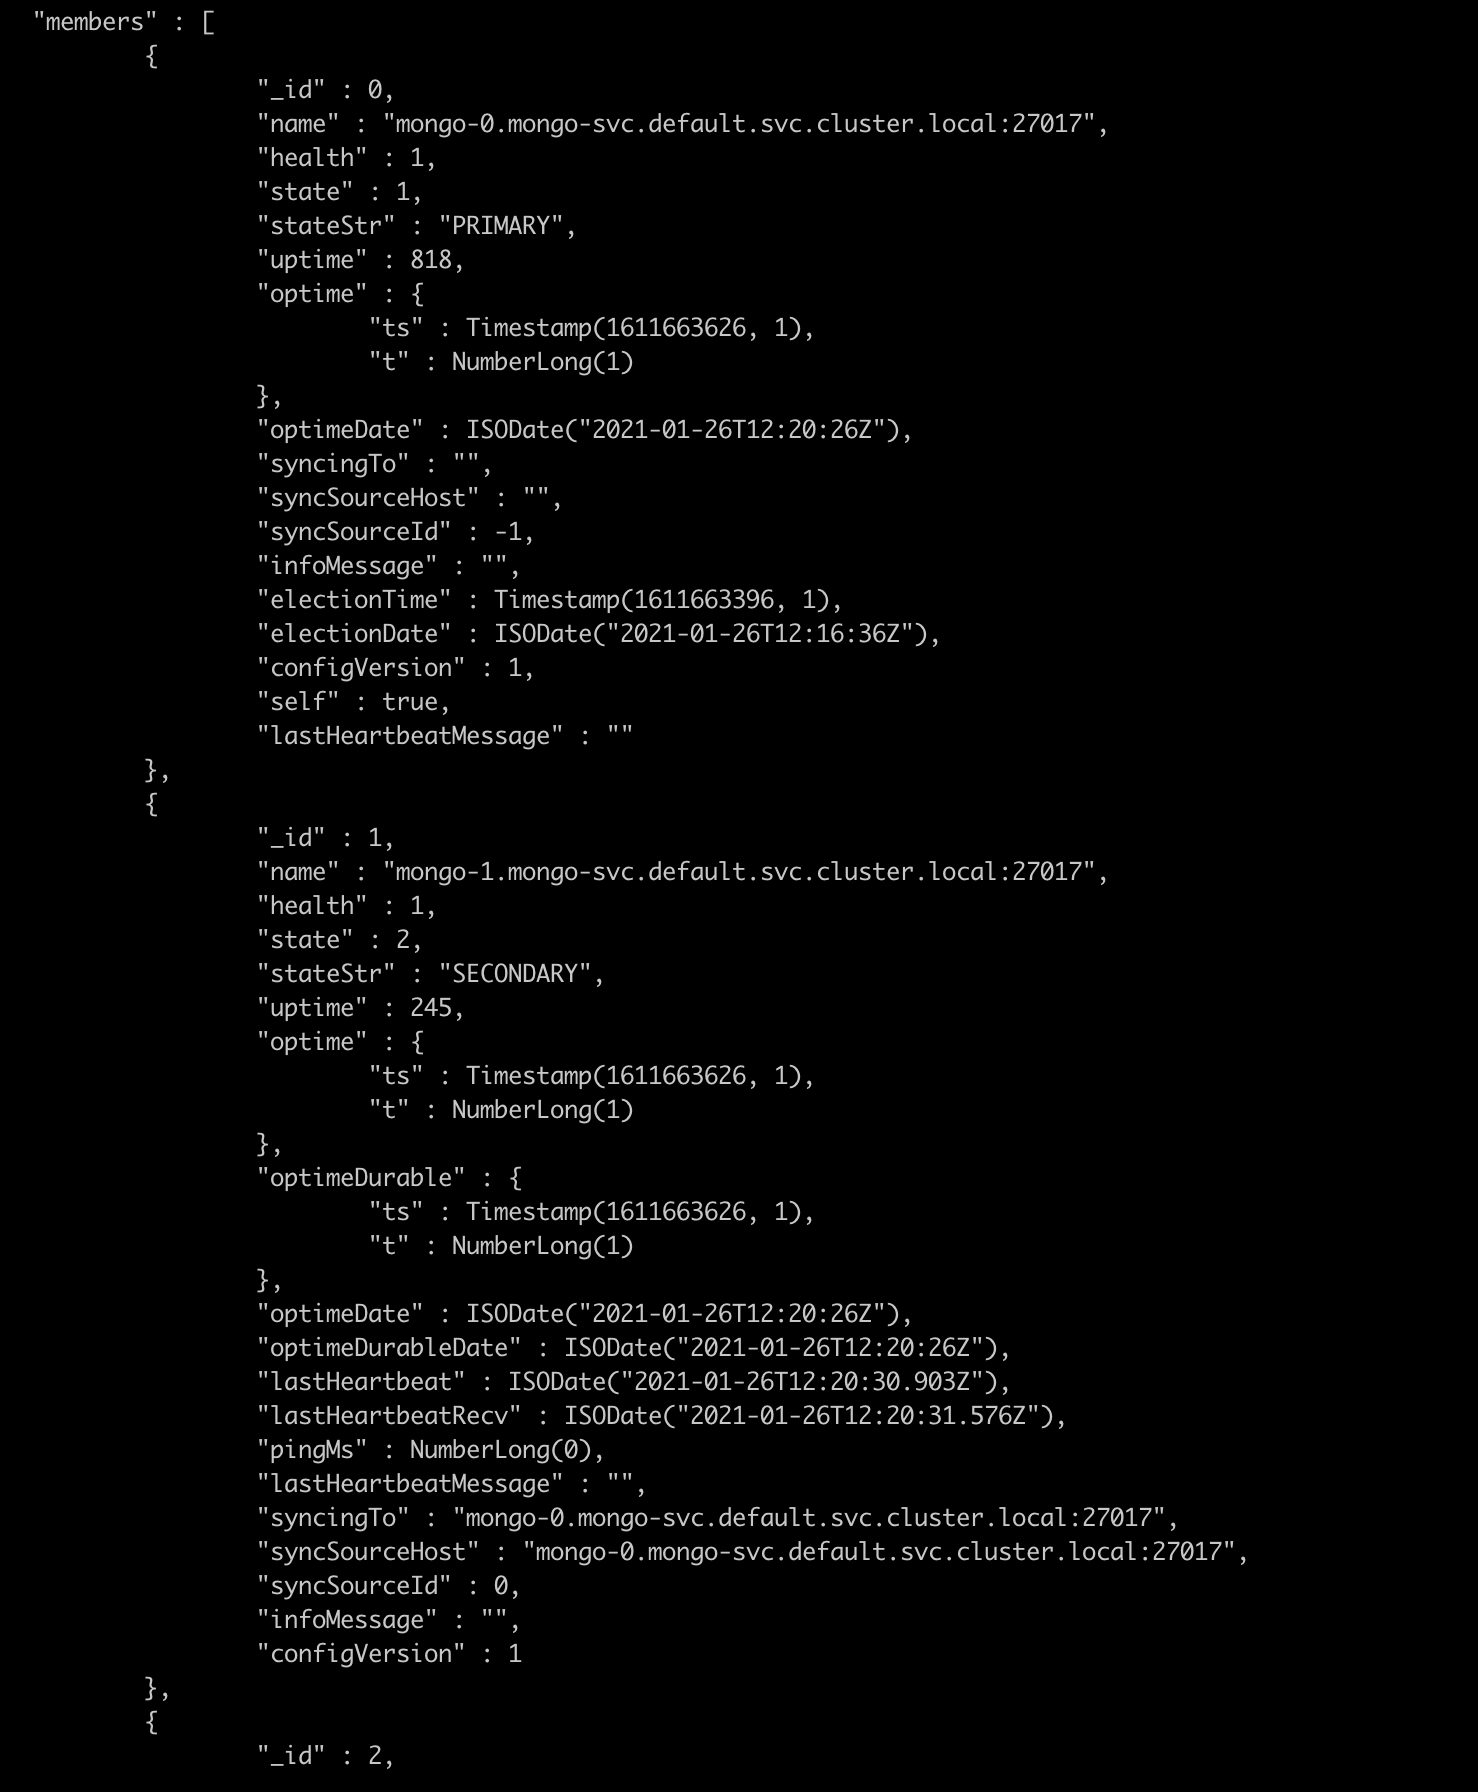 "members" : [
{
"_id" : 0,
"name" : "mongo-0.mongo-svc.default.svc.cluster.local:27017",
"health" : 1,
"state" : 1,
"stateStr" : "PRIMARY",
"uptime" : 818,
"optime" : {
"ts" : Timestamp(1611663626, 1),
"t" : NumberLong(1)
},
"optimeDate" : ISODate("2021-01-26T12:20:26Z"),
"syncingTo" : "",
"syncSourceHost" : "",
"syncSourceId" : -1,
"infoMessage" : "",
"electionTime" : Timestamp(1611663396, 1),
"electionDate" : ISODate("2021-01-26T12:16:36Z"),
"configVersion" : 1,
"self" : true,
"lastHeartbeatMessage" : ""
},
{
"_id" : 1,
"name" : "mongo-1.mongo-svc.default.svc.cluster.local:27017",
"health" : 1,
"state" : 2,
"stateStr" : "SECONDARY",
"uptime" : 245,
"optime" : {
"ts" : Timestamp(1611663626, 1),
"t" : NumberLong(1)
},
"optimeDurable" : {
"ts" : Timestamp(1611663626, 1),
"t" : NumberLong(1)
},
"optimeDate" : ISODate("2021-01-26T12:20:26Z"),
"optimeDurableDate" : ISODate("2021-01-26T12:20:26Z"),
"lastHeartbeat" : ISODate("2021-01-26T12:20:30.903Z"),
"lastHeartbeatRecv" : ISODate("2021-01-26T12:20:31.576Z"),
"pingMs" : NumberLong(0),
"lastHeartbeatMessage" : "",
"syncingTo" : "mongo-0.mongo-svc.default.svc.cluster.local:27017",
"syncSourceHost" : "mongo-0.mongo-svc.default.svc.cluster.local:27017",
"syncSourceId" : 0,
"infoMessage" : "",
"configVersion" : 1
},
{
"_id" : 2,